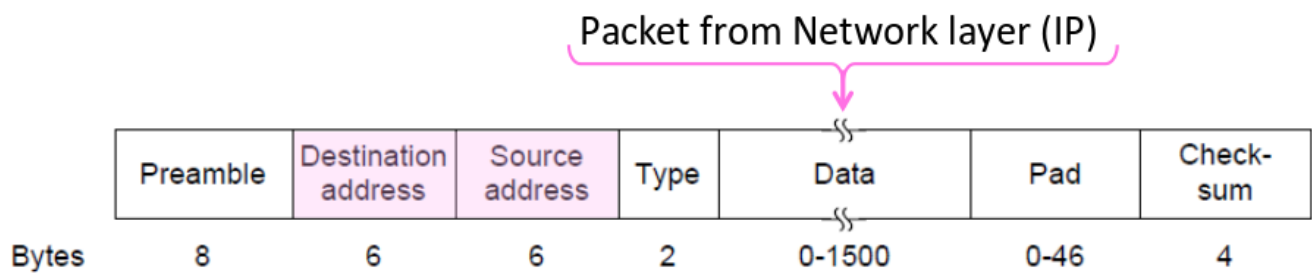 Packet from Network layer (IP)
Preamble
Destination
address
Source
address
Type
Data
Pad
Check-
sum
Bytes 8 6 6 2 0-1500 0-46 4